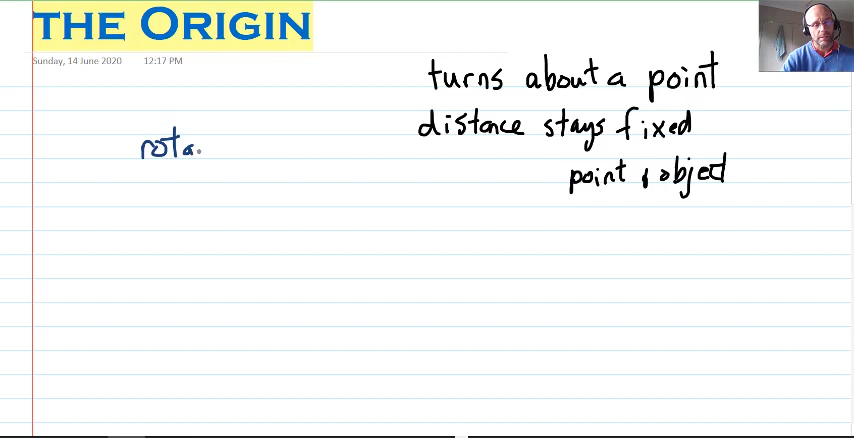 THE ORIGIN
Sunday, 14 June 2020 12:17 PM
turns about a point
distance stays fixed
rota
point & object